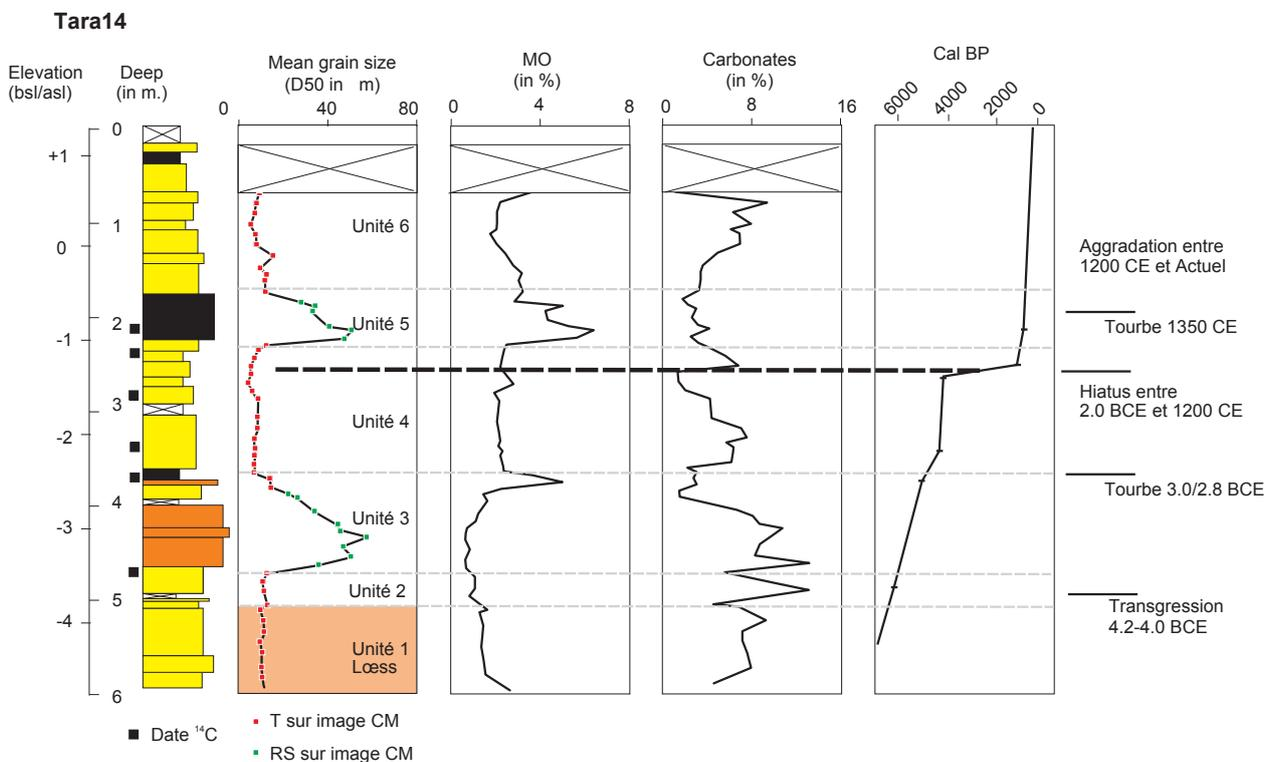 Tara14
Elevation
(bsl/asl)
Deep
(in m.)
Mean grain size
(D50 in m)
MO
(in %)
Carbonates
(in %)
Cal BP
0 40 80
0 4 8
0 8 16
6000 4000 2000 0
0
+1
1
0
2
-1
3
-2
4
-3
5
-4
6
Unité 6
Unité 5
Unité 4
Unité 3
Unité 2
Unité 1
Lœss
Aggradation entre
1200 CE et Actuel
Tourbe 1350 CE
Hiatus entre
2.0 BCE et 1200 CE
Tourbe 3.0/2.8 BCE
Transgression
4.2-4.0 BCE
Date ¹⁴C
T sur image CM
RS sur image CM